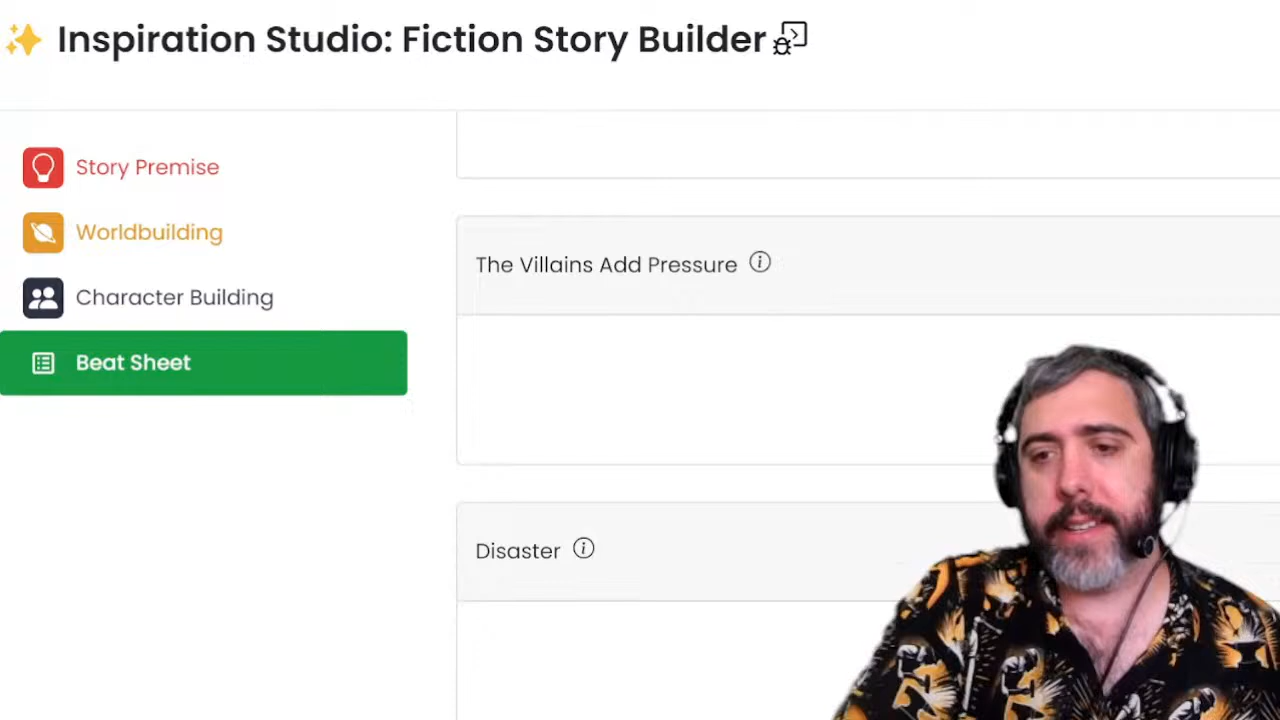 Inspiration Studio: Fiction Story Builder
Story Premise
Worldbuilding
Character Building
Beat Sheet
The Villains Add Pressure
Disaster